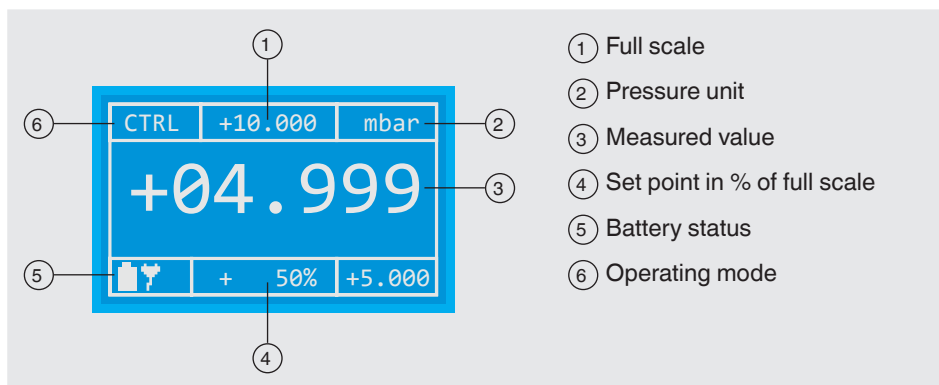 1
6
CTRL
+10.000
mbar
2
+04.999
3
5
+ 50%
+5.000
4
1 Full scale
2 Pressure unit
3 Measured value
4 Set point in % of full scale
5 Battery status
6 Operating mode